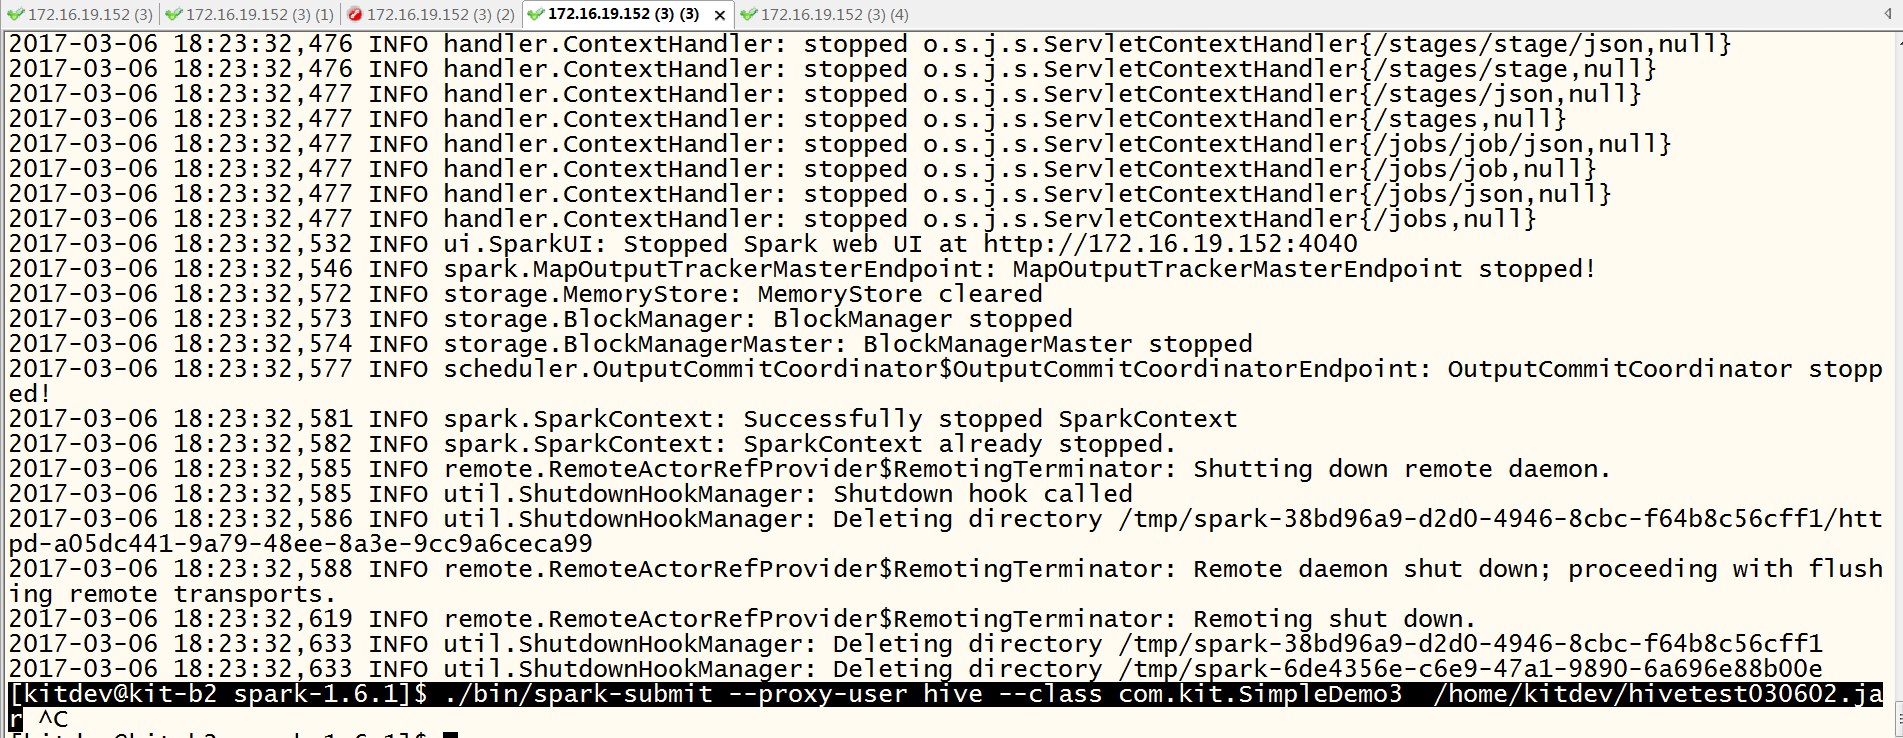 172.16.19.152 (3) 172.16.19.152 (3) (1) 172.16.19.152 (3) (2) 172.16.19.152 (3) (3) 172.16.19.152 (3) (4)
2017-03-06 18:23:32,476 INFO handler.ContextHandler: stopped o.s.j.s.ServletContextHandler{/stages/stage/json,null}
2017-03-06 18:23:32,476 INFO handler.ContextHandler: stopped o.s.j.s.ServletContextHandler{/stages/stage,null}
2017-03-06 18:23:32,477 INFO handler.ContextHandler: stopped o.s.j.s.ServletContextHandler{/stages/json,null}
2017-03-06 18:23:32,477 INFO handler.ContextHandler: stopped o.s.j.s.ServletContextHandler{/stages,null}
2017-03-06 18:23:32,477 INFO handler.ContextHandler: stopped o.s.j.s.ServletContextHandler{/jobs/job/json,null}
2017-03-06 18:23:32,477 INFO handler.ContextHandler: stopped o.s.j.s.ServletContextHandler{/jobs/job,null}
2017-03-06 18:23:32,477 INFO handler.ContextHandler: stopped o.s.j.s.ServletContextHandler{/jobs/json,null}
2017-03-06 18:23:32,477 INFO handler.ContextHandler: stopped o.s.j.s.ServletContextHandler{/jobs,null}
2017-03-06 18:23:32,532 INFO ui.SparkUI: Stopped Spark web UI at http://172.16.19.152:4040
2017-03-06 18:23:32,546 INFO spark.MapOutputTrackerMasterEndpoint: MapOutputTrackerMasterEndpoint stopped!
2017-03-06 18:23:32,572 INFO storage.MemoryStore: MemoryStore cleared
2017-03-06 18:23:32,573 INFO storage.BlockManager: BlockManager stopped
2017-03-06 18:23:32,574 INFO storage.BlockManagerMaster: BlockManagerMaster stopped
2017-03-06 18:23:32,577 INFO scheduler.OutputCommitCoordinator$OutputCommitCoordinatorEndpoint: OutputCommitCoordinator stopp
ed!
2017-03-06 18:23:32,581 INFO spark.SparkContext: Successfully stopped SparkContext
2017-03-06 18:23:32,582 INFO spark.SparkContext: SparkContext already stopped.
2017-03-06 18:23:32,585 INFO remote.RemoteActorRefProvider$RemotingTerminator: Shutting down remote daemon.
2017-03-06 18:23:32,585 INFO util.ShutdownHookManager: Shutdown hook called
2017-03-06 18:23:32,586 INFO util.ShutdownHookManager: Deleting directory /tmp/spark-38bd96a9-d2d0-4946-8cbc-f64b8c56cff1/htt
pd-a05dc441-9a79-48ee-8a3e-9cc9a6ceca99
2017-03-06 18:23:32,588 INFO remote.RemoteActorRefProvider$RemotingTerminator: Remote daemon shut down; proceeding with flush
ing remote transports.
2017-03-06 18:23:32,619 INFO remote.RemoteActorRefProvider$RemotingTerminator: Remoting shut down.
2017-03-06 18:23:32,633 INFO util.ShutdownHookManager: Deleting directory /tmp/spark-38bd96a9-d2d0-4946-8cbc-f64b8c56cff1
2017-03-06 18:23:32,633 INFO util.ShutdownHookManager: Deleting directory /tmp/spark-6de4356e-c6e9-47a1-9890-6a696e88b00e
[kitdev@kit-b2 spark-1.6.1]$ ./bin/spark-submit --proxy-user hive --class com.kit.SimpleDemo3  /home/kitdev/hivetest030602.ja
r ^C
[kitdev@kit-b2 spark-1.6.1]$